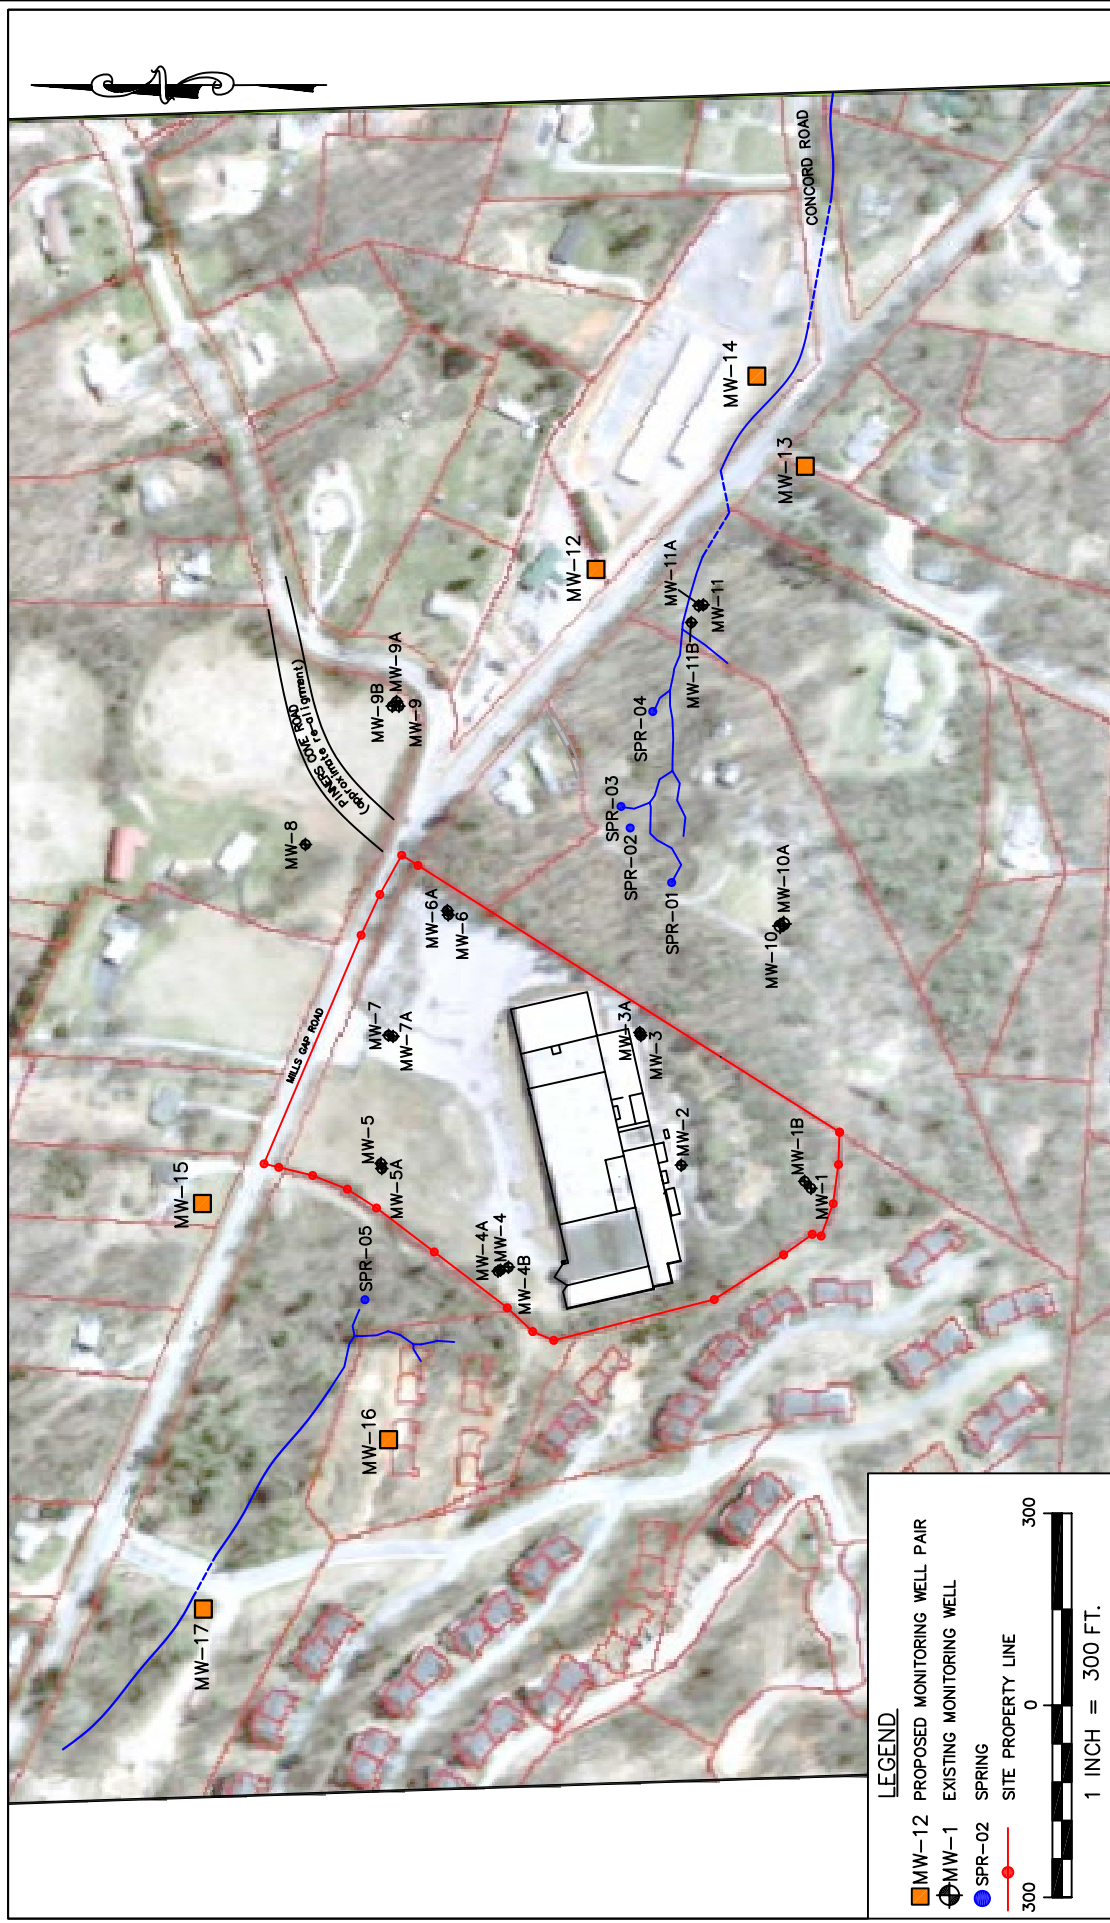 N
CONCORD ROAD
MW-14
MW-13
MW-12
MW-11A
MW-11
MW-11B
MW-9A
MW-9B
MW-9
PINNERS COVE ROAD
(approximate re-alignment)
SPR-04
SPR-03
SPR-02
SPR-01
MW-8
MW-10A
MW-10
MW-6A
MW-6
MILLS GAP ROAD
MW-7
MW-7A
MW-3A
MW-3
MW-5
MW-5A
MW-2
MW-1B
MW-1
MW-15
SPR-05
MW-4A
MW-4
MW-4B
MW-16
MW-17
LEGEND
MW-12 PROPOSED MONITORING WELL PAIR
MW-1 EXISTING MONITORING WELL
SPR-02 SPRING
SITE PROPERTY LINE
300 0 300
1 INCH = 300 FT.